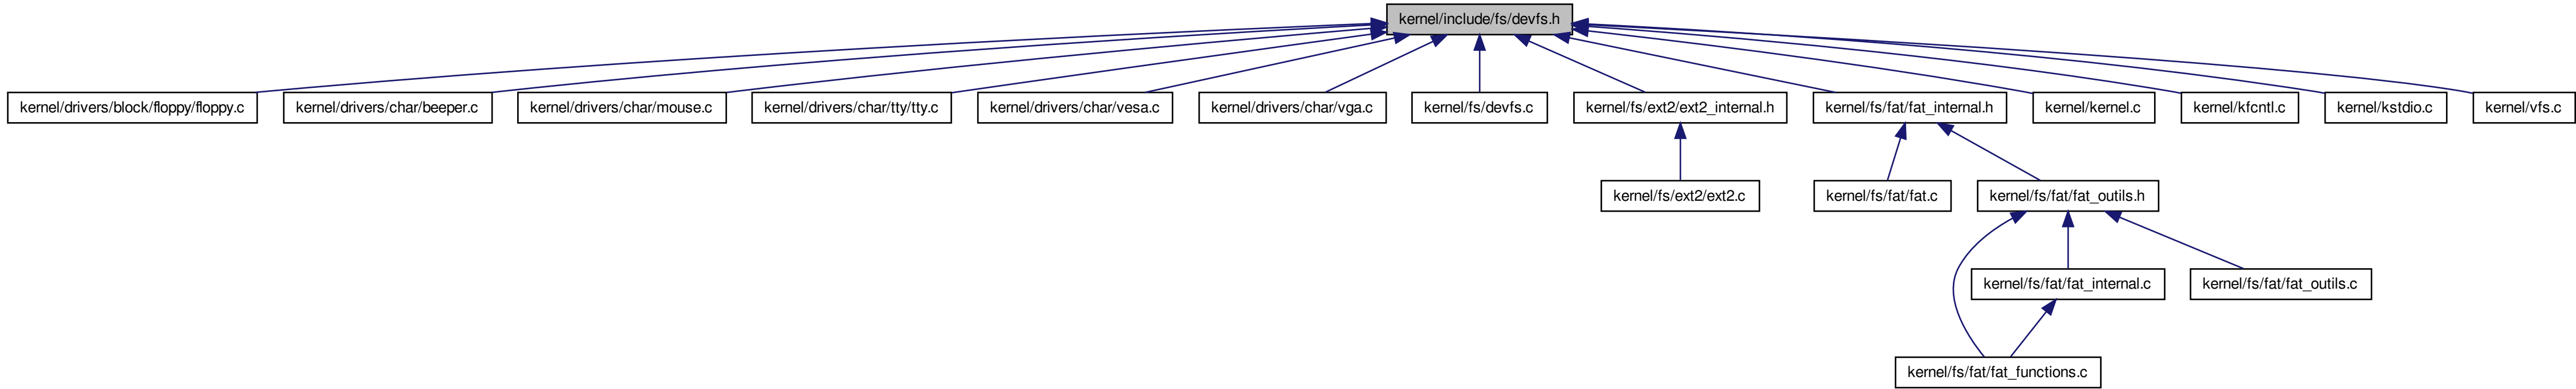 kernel/include/fs/devfs.h
kernel/drivers/block/floppy/floppy.c
kernel/drivers/char/beeper.c
kernel/drivers/char/mouse.c
kernel/drivers/char/tty/tty.c
kernel/drivers/char/vesa.c
kernel/drivers/char/vga.c
kernel/fs/devfs.c
kernel/fs/ext2/ext2_internal.h
kernel/fs/fat/fat_internal.h
kernel/kernel.c
kernel/kfcntl.c
kernel/kstdio.c
kernel/vfs.c
kernel/fs/ext2/ext2.c
kernel/fs/fat/fat.c
kernel/fs/fat/fat_outils.h
kernel/fs/fat/fat_internal.c
kernel/fs/fat/fat_outils.c
kernel/fs/fat/fat_functions.c